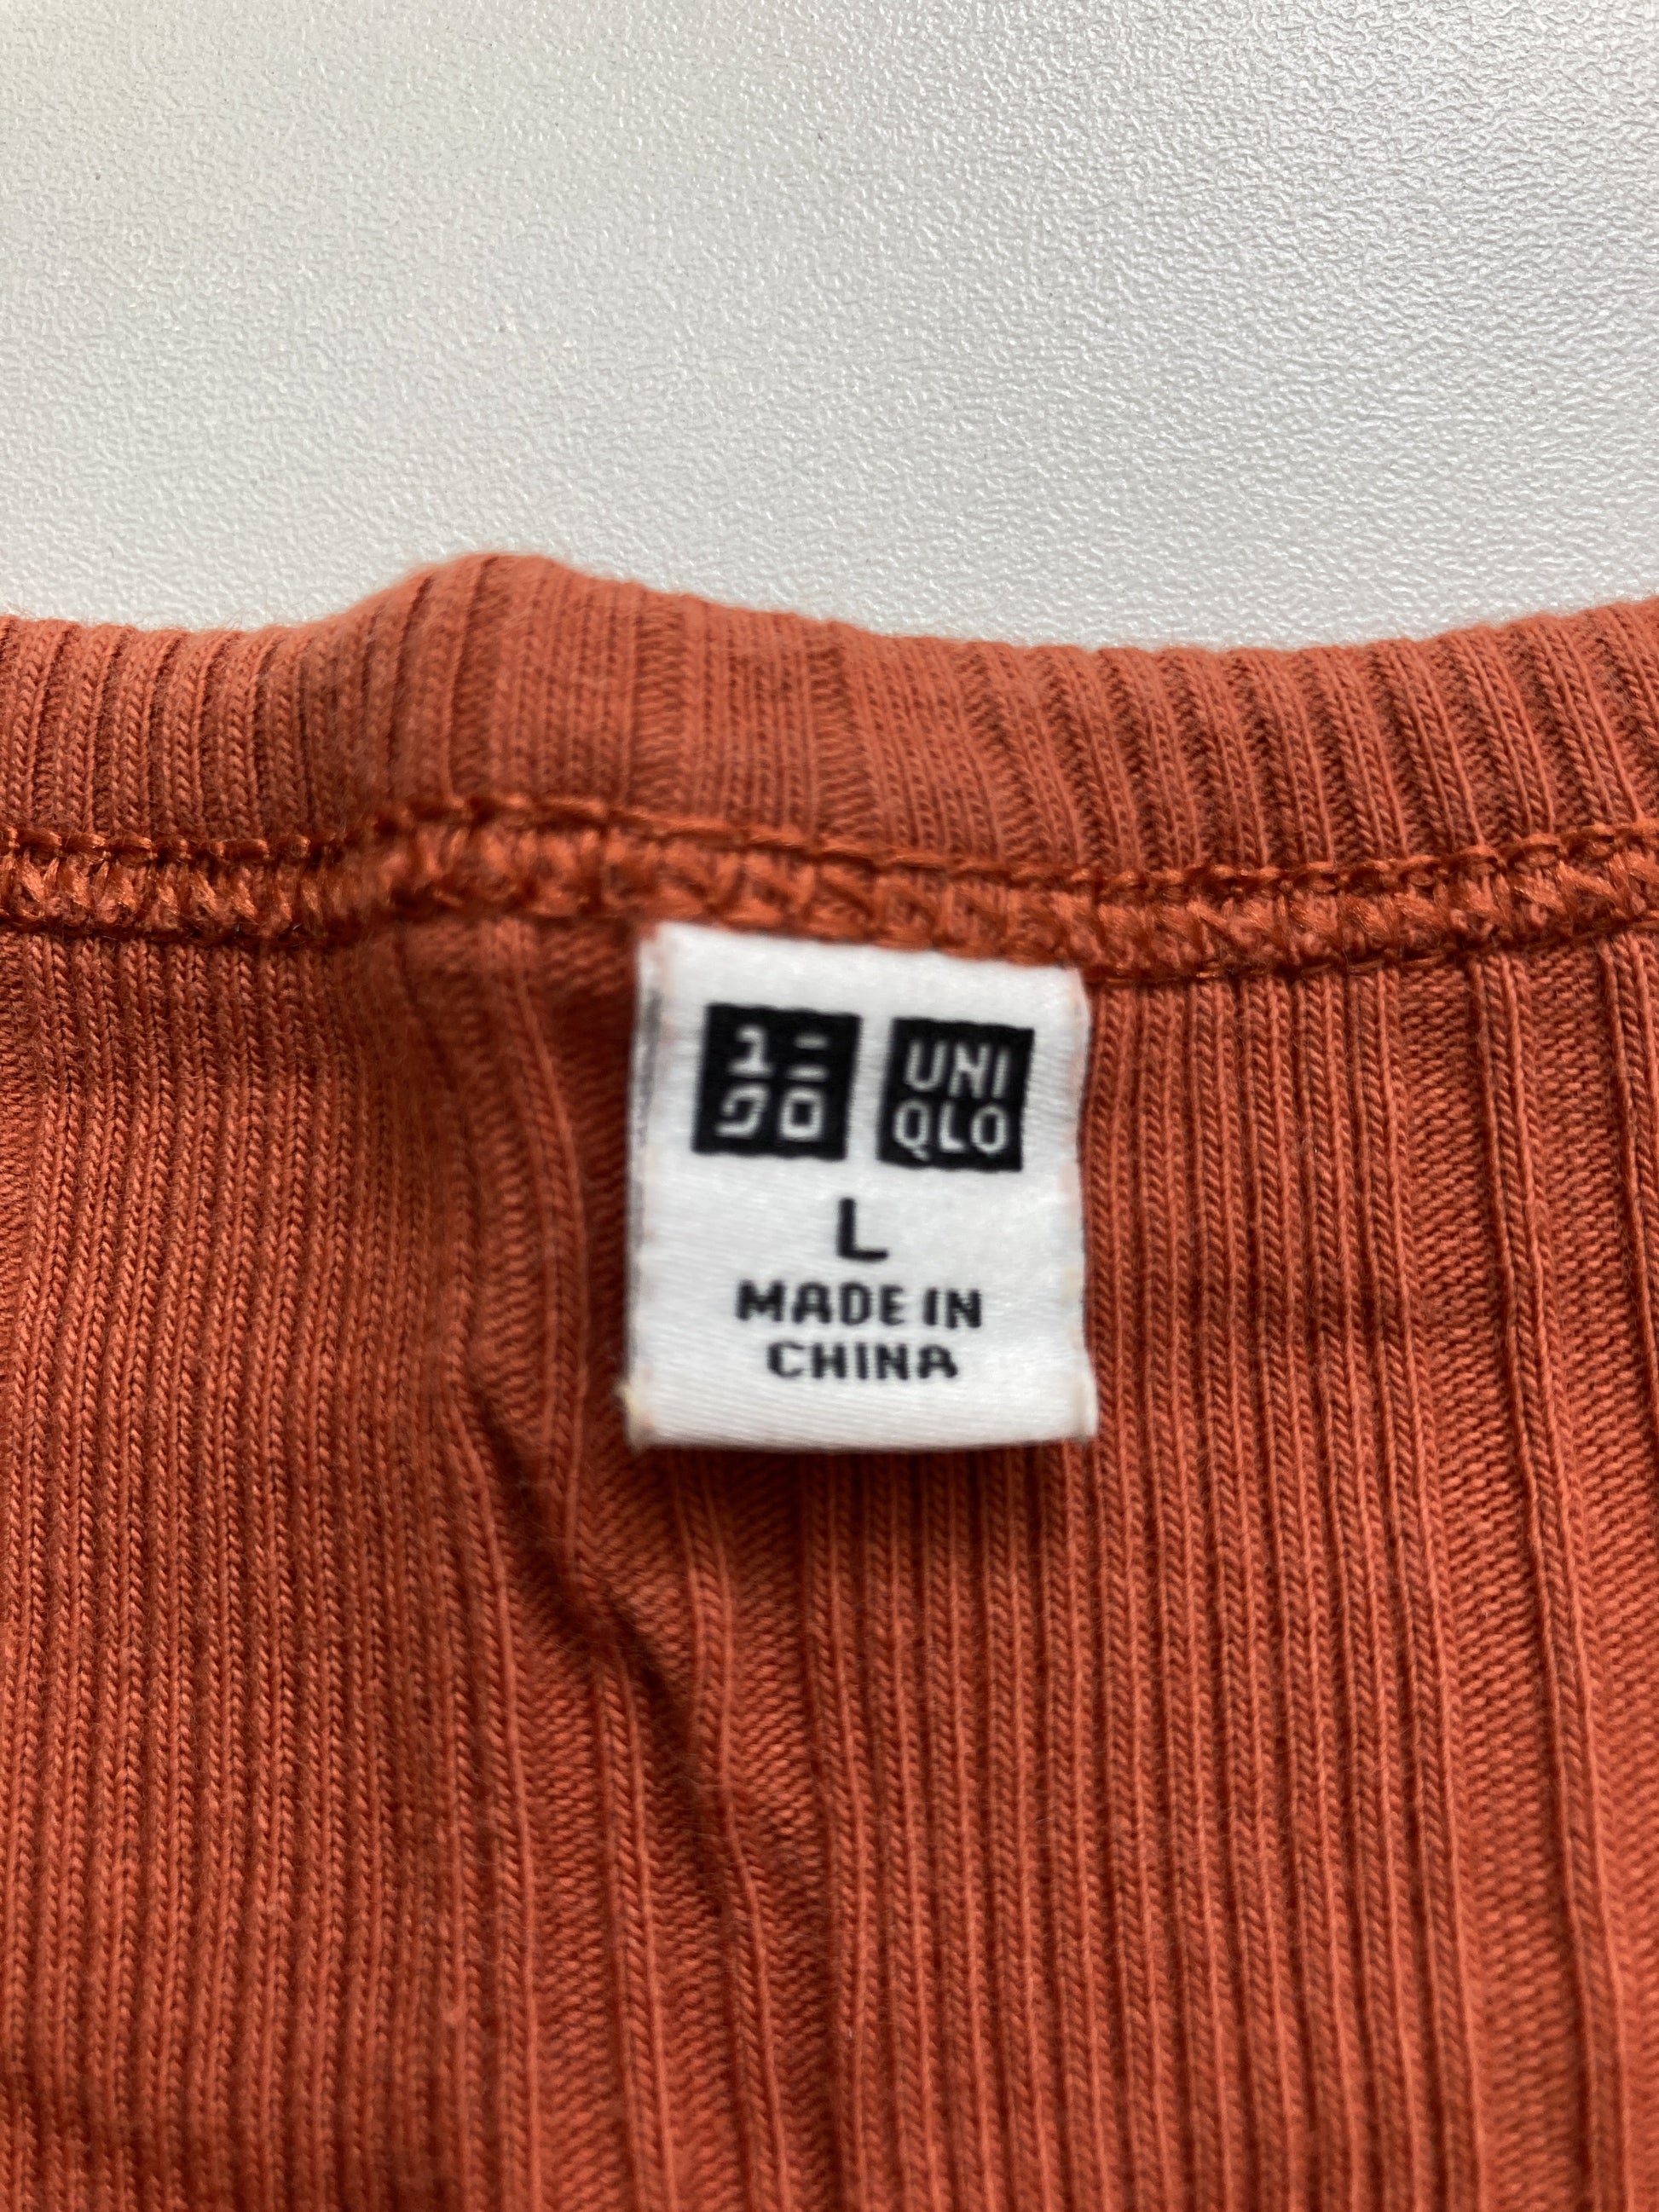 ユニ UNI
クロ QLO
L
MADE IN
CHINA